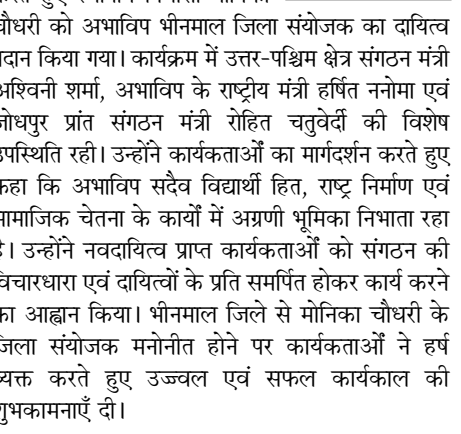 चौधरी को अभाविप भीनमाल जिला संयोजक का दायित्व
प्रदान किया गया। कार्यक्रम में उत्तर-पश्चिम क्षेत्र संगठन मंत्री
अश्विनी शर्मा, अभाविप के राष्ट्रीय मंत्री हर्षित ननोमा एवं
जोधपुर प्रांत संगठन मंत्री रोहित चतुर्वेदी की विशेष
उपस्थिति रही। उन्होंने कार्यकताओं का मार्गदर्शन करते हुए
कहा कि अभाविप सदैव विद्यार्थी हित, राष्ट्र निर्माण एवं
सामाजिक चेतना के कार्यों में अग्रणी भूमिका निभाता रहा
है। उन्होंने नवदायित्व प्राप्त कार्यकताओं को संगठन की
विचारधारा एवं दायित्वों के प्रति समर्पित होकर कार्य करने
का आह्वान किया। भीनमाल जिले से मोनिका चौधरी के
जिला संयोजक मनोनीत होने पर कार्यकताओं ने हर्ष
व्यक्त करते हुए उज्ज्वल एवं सफल कार्यकाल की
शुभकामनाएँ दी।